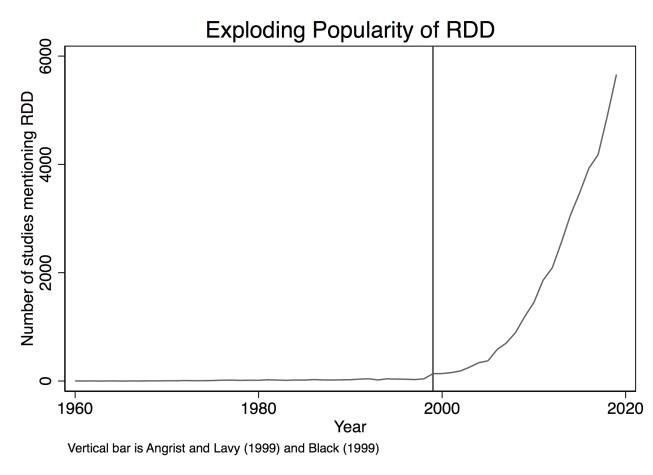 Exploding Popularity of RDD
Number of studies mentioning RDD
6000
4000
2000
0
1960
1980
2000
2020
Year
Vertical bar is Angrist and Lavy (1999) and Black (1999)